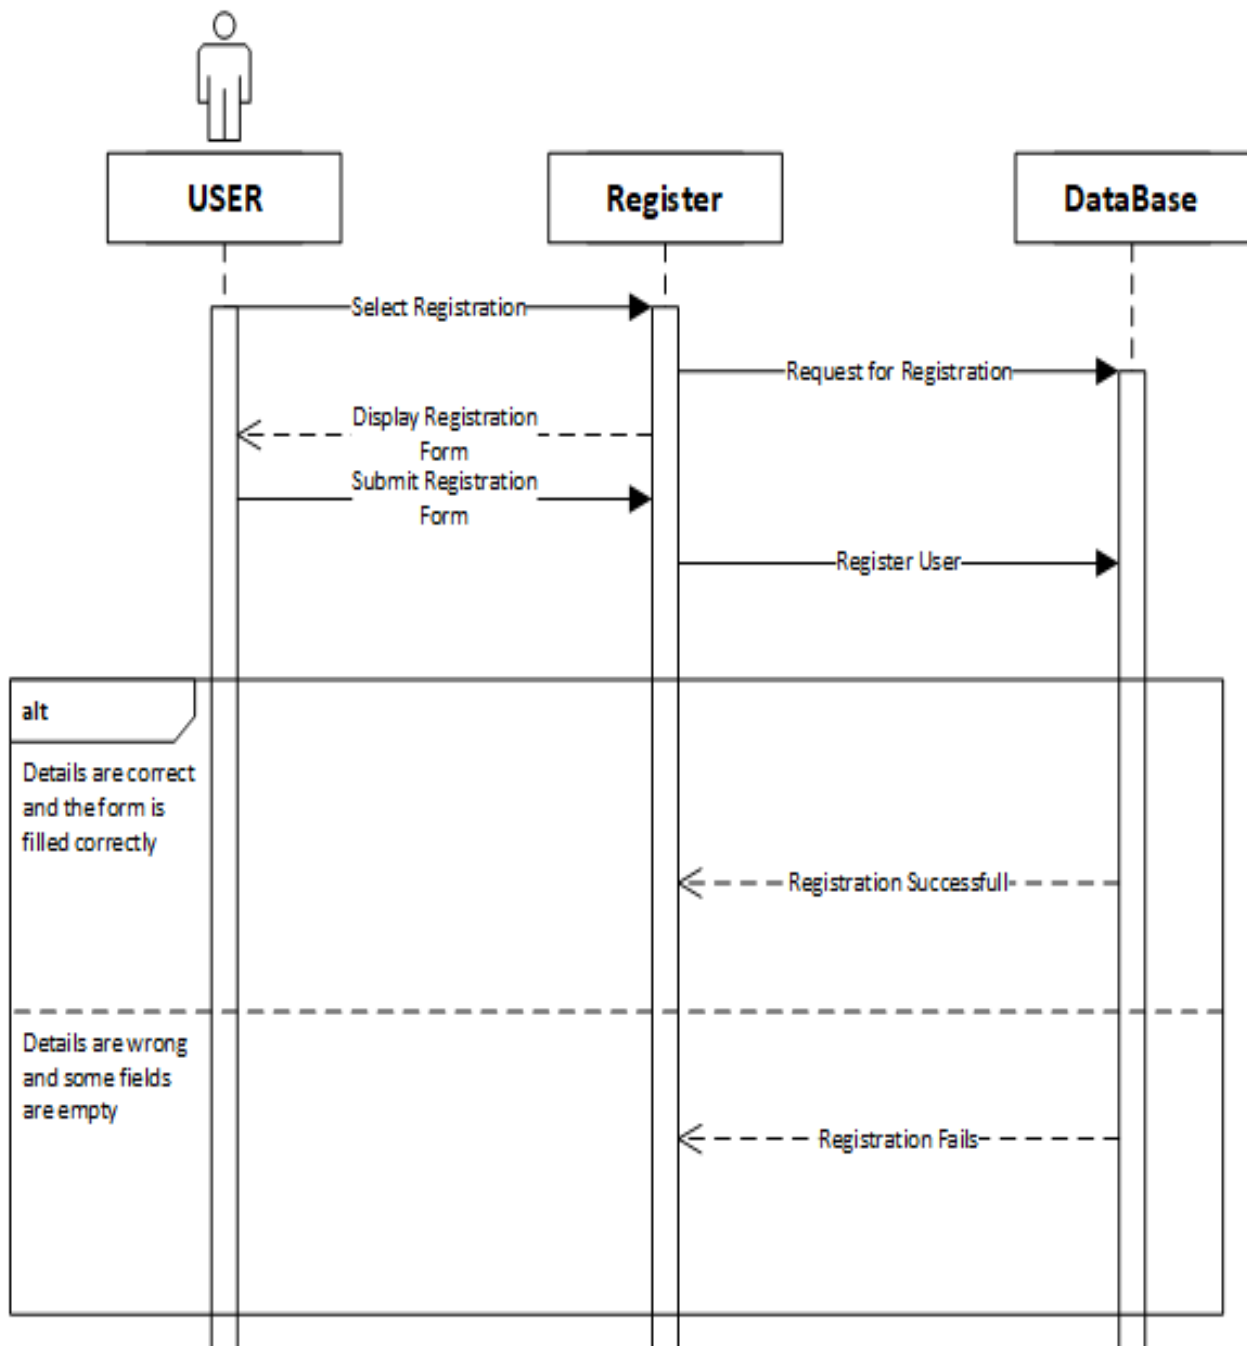 USER
Register
DataBase
Select Registration
Request for Registration
Display Registration
Form
Submit Registration
Form
Register User
alt
Details are correct
and the form is
filled correctly
Registration Successfull
Details are wrong
and some fields
are empty
Registration Fails